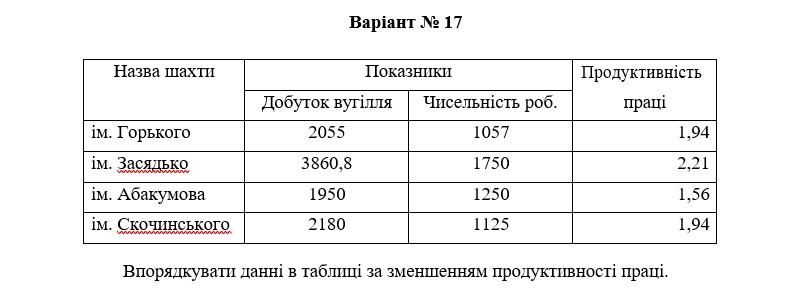 Варіант № 17
Назва шахти Показники Продуктивність праці
Добуток вугілля Чисельність роб.
ім. Горького 2055 1057 1,94
ім. Засядько 3860,8 1750 2,21
ім. Абакумова 1950 1250 1,56
ім. Скочинського 2180 1125 1,94
Впорядкувати данні в таблиці за зменшенням продуктивності праці.